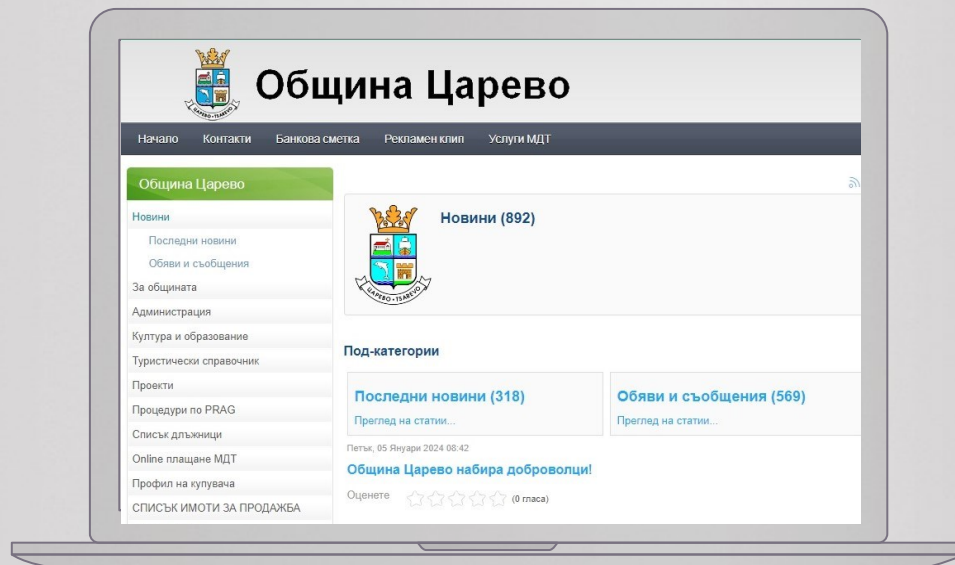 Община Царево
Начало Контакти Банкова сметка Рекламен клип Услуги МДТ
Община Царево
Новини
Последни новини
Обяви и съобщения
За общината
Администрация
Култура и образование
Туристически справочник
Проекти
Процедури по PRAG
Списък длъжници
Online плащане МДТ
Профил на купувача
СПИСЪК ИМОТИ ЗА ПРОДАЖБА
Новини (892)
ЦАРЕВО-TSAREVO
Под-категории
Последни новини (318)
Преглед на статии...
Обяви и съобщения (569)
Преглед на статии...
Петък, 05 Януари 2024 08:42
Община Царево набира доброволци!
Оценете (0 гласа)